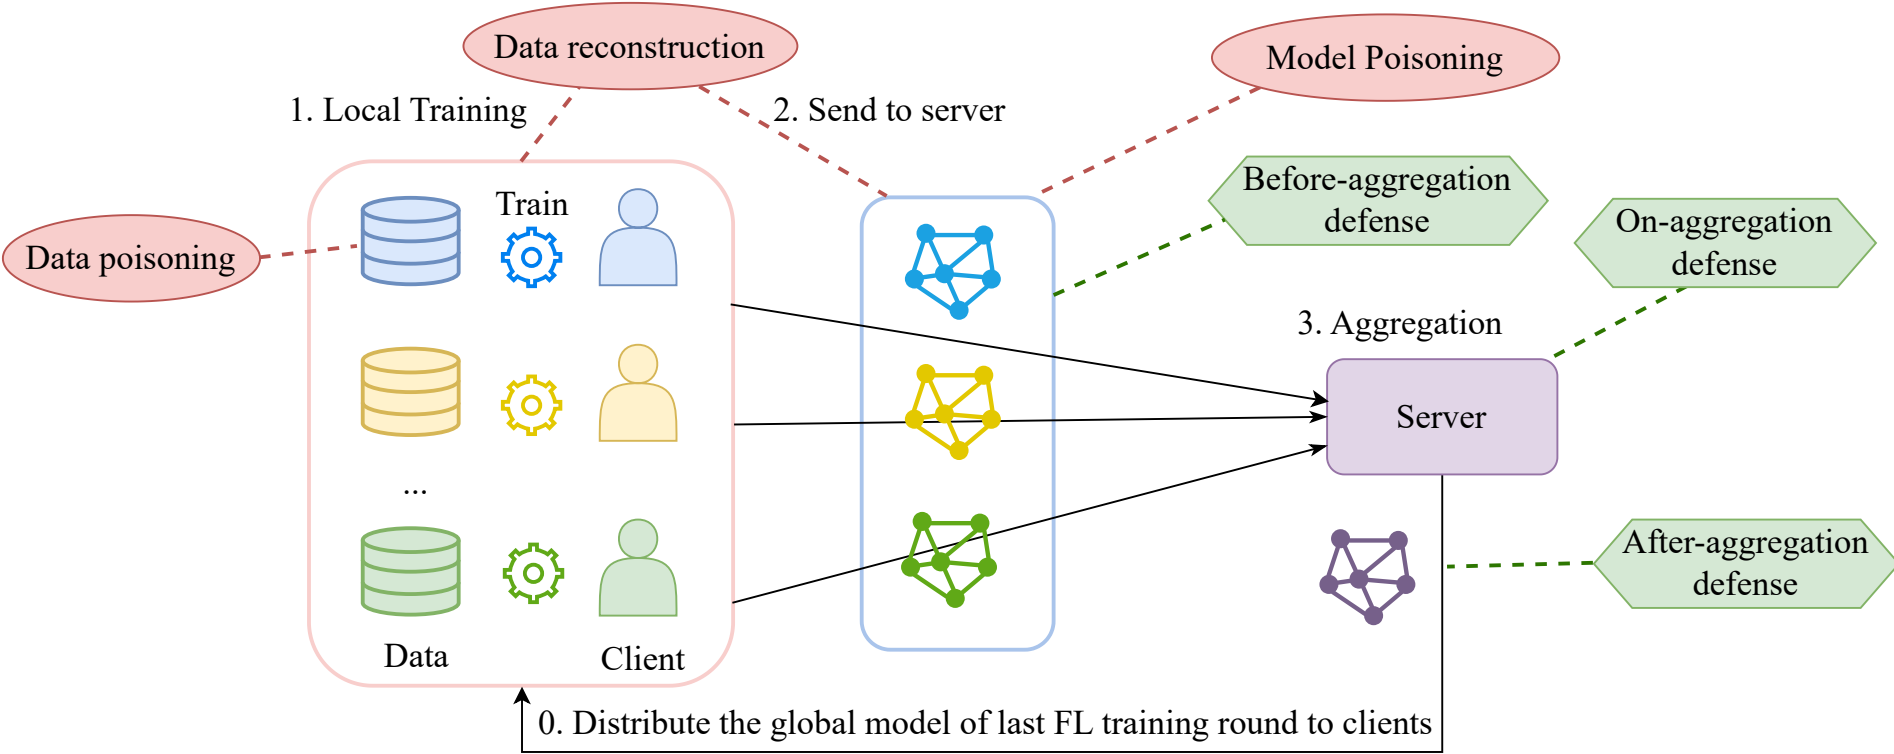 Data reconstruction
Model Poisoning
1. Local Training
2. Send to server
Before-aggregation
defense
On-aggregation
defense
Train
Data poisoning
3. Aggregation
Server
...
After-aggregation
defense
Data
Client
0. Distribute the global model of last FL training round to clients